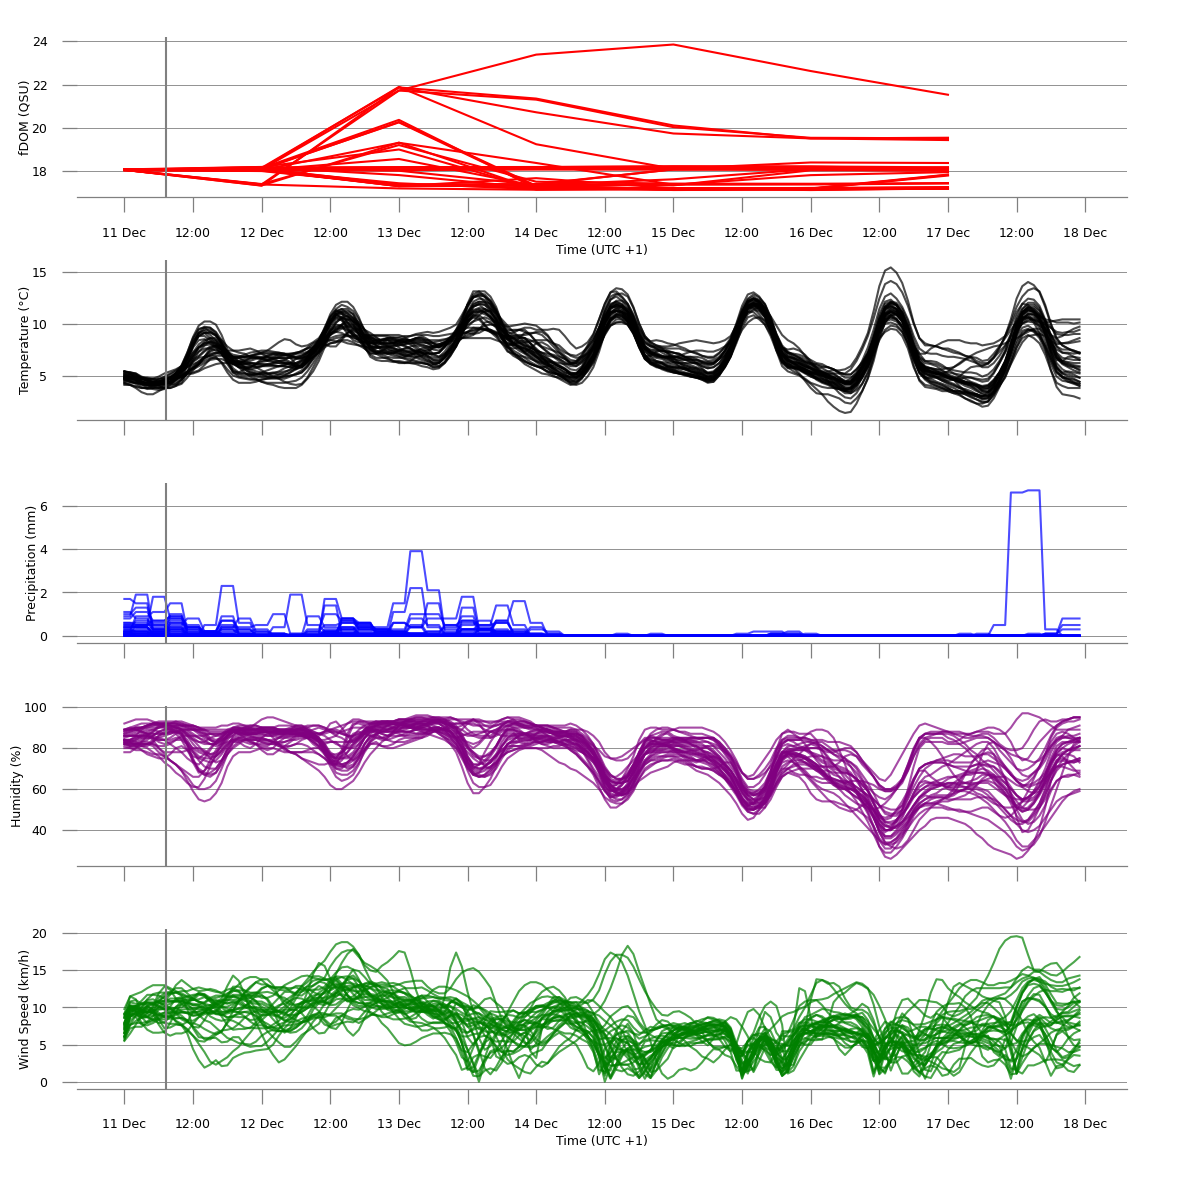 24
22
20
18
fDOM (QSU)
11 Dec 12:00 12 Dec 12:00 13 Dec 12:00 14 Dec 12:00 15 Dec 12:00 16 Dec 12:00 17 Dec 12:00 18 Dec
Time (UTC +1)
15
10
5
Temperature (°C)
6
4
2
0
Precipitation (mm)
100
80
60
40
Humidity (%)
20
15
10
5
0
Wind Speed (km/h)
11 Dec 12:00 12 Dec 12:00 13 Dec 12:00 14 Dec 12:00 15 Dec 12:00 16 Dec 12:00 17 Dec 12:00 18 Dec
Time (UTC +1)